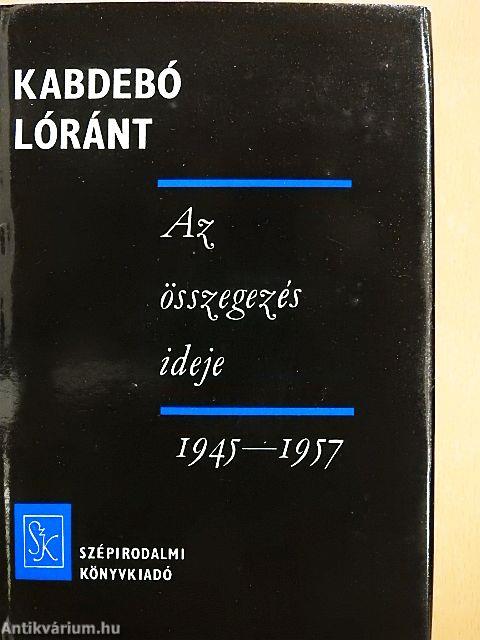 KABDEBÓ
LÓRÁNT
Az
összegezés
ideje
1945—1957
SzK
SZÉPIRODALMI
KÖNYVKIADÓ
Antikvárium.hu